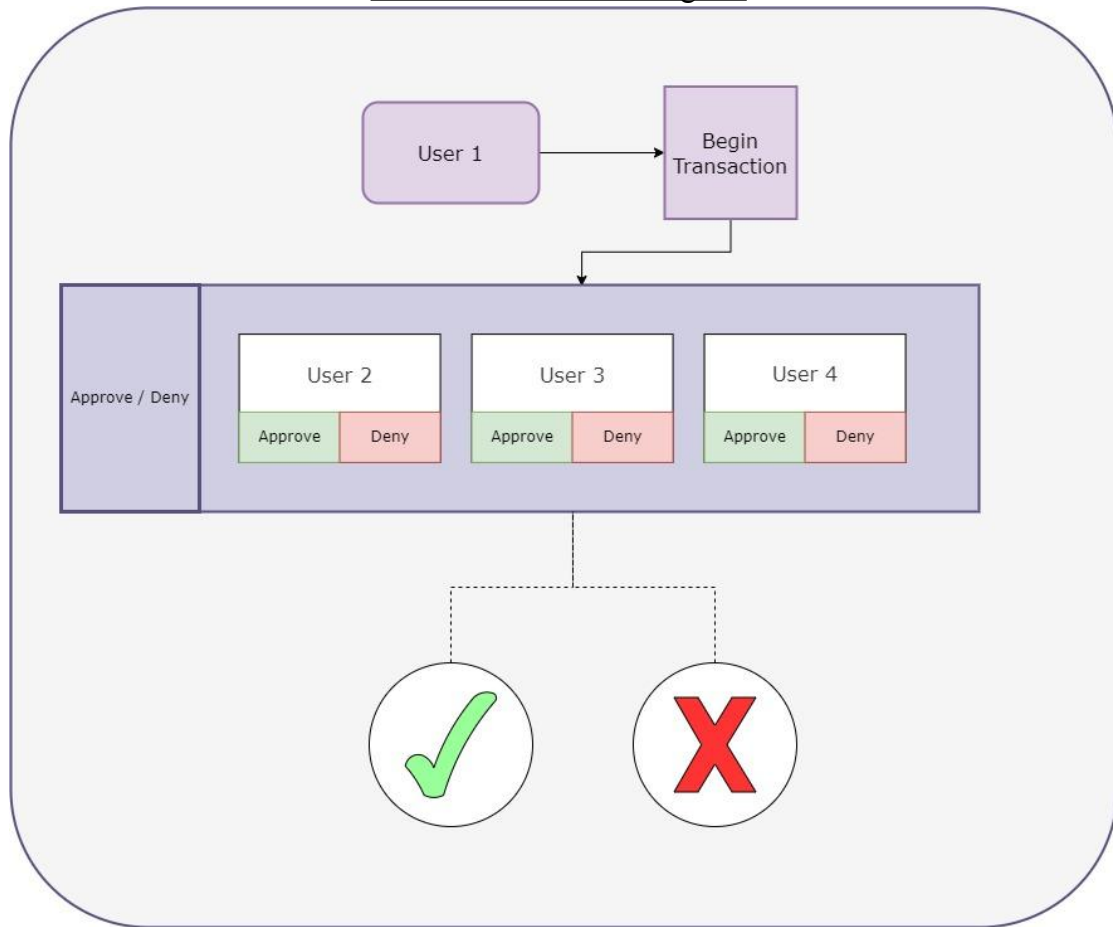 User 1
Begin
Transaction
Approve / Deny
User 2
User 3
User 4
Approve
Deny
Approve
Deny
Approve
Deny